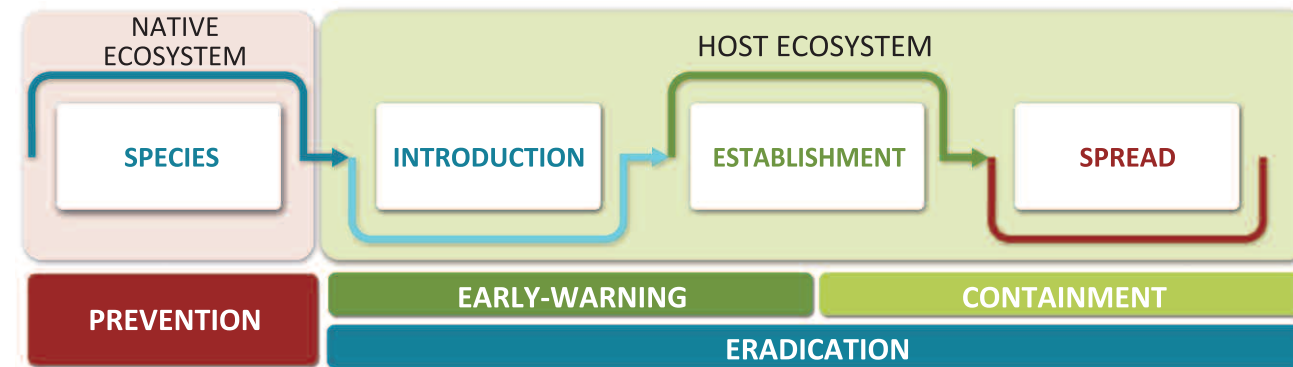 NATIVE
ECOSYSTEM
HOST ECOSYSTEM
SPECIES
INTRODUCTION
ESTABLISHMENT
SPREAD
PREVENTION
EARLY-WARNING
CONTAINMENT
ERADICATION